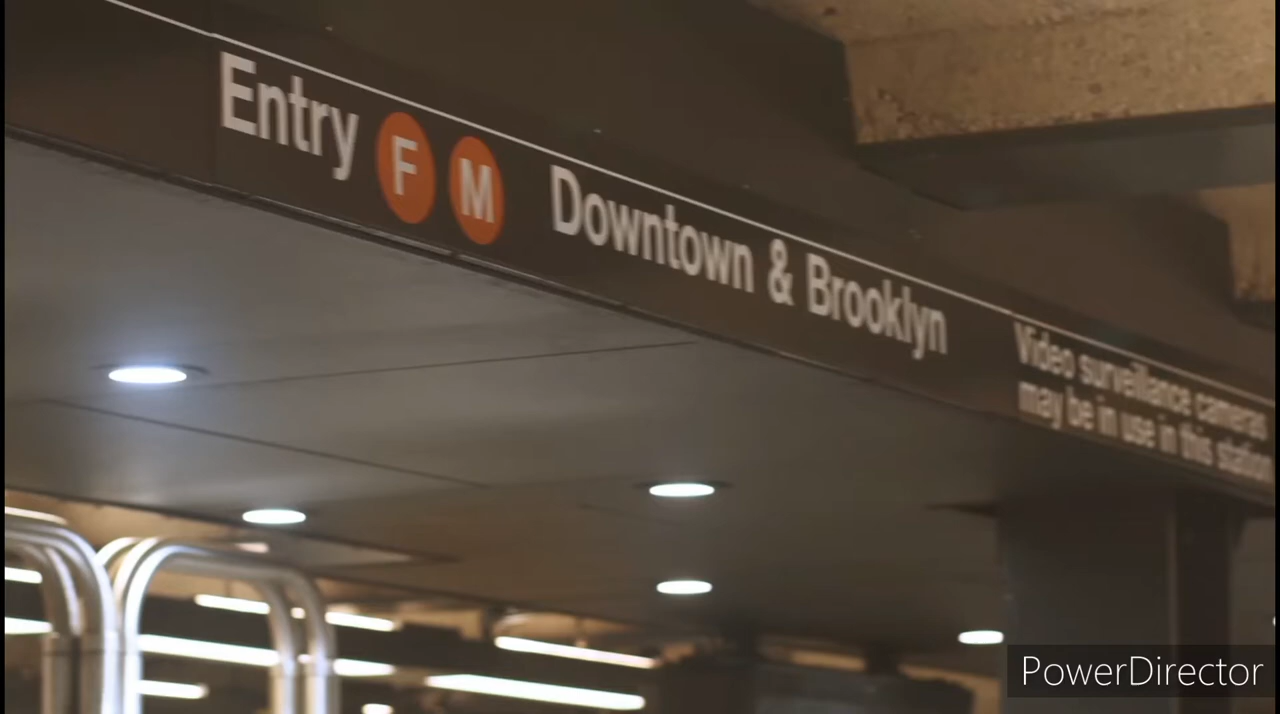 Entry F M Downtown & Brooklyn
Video surveillance cameras
may be in use in this station
PowerDirector